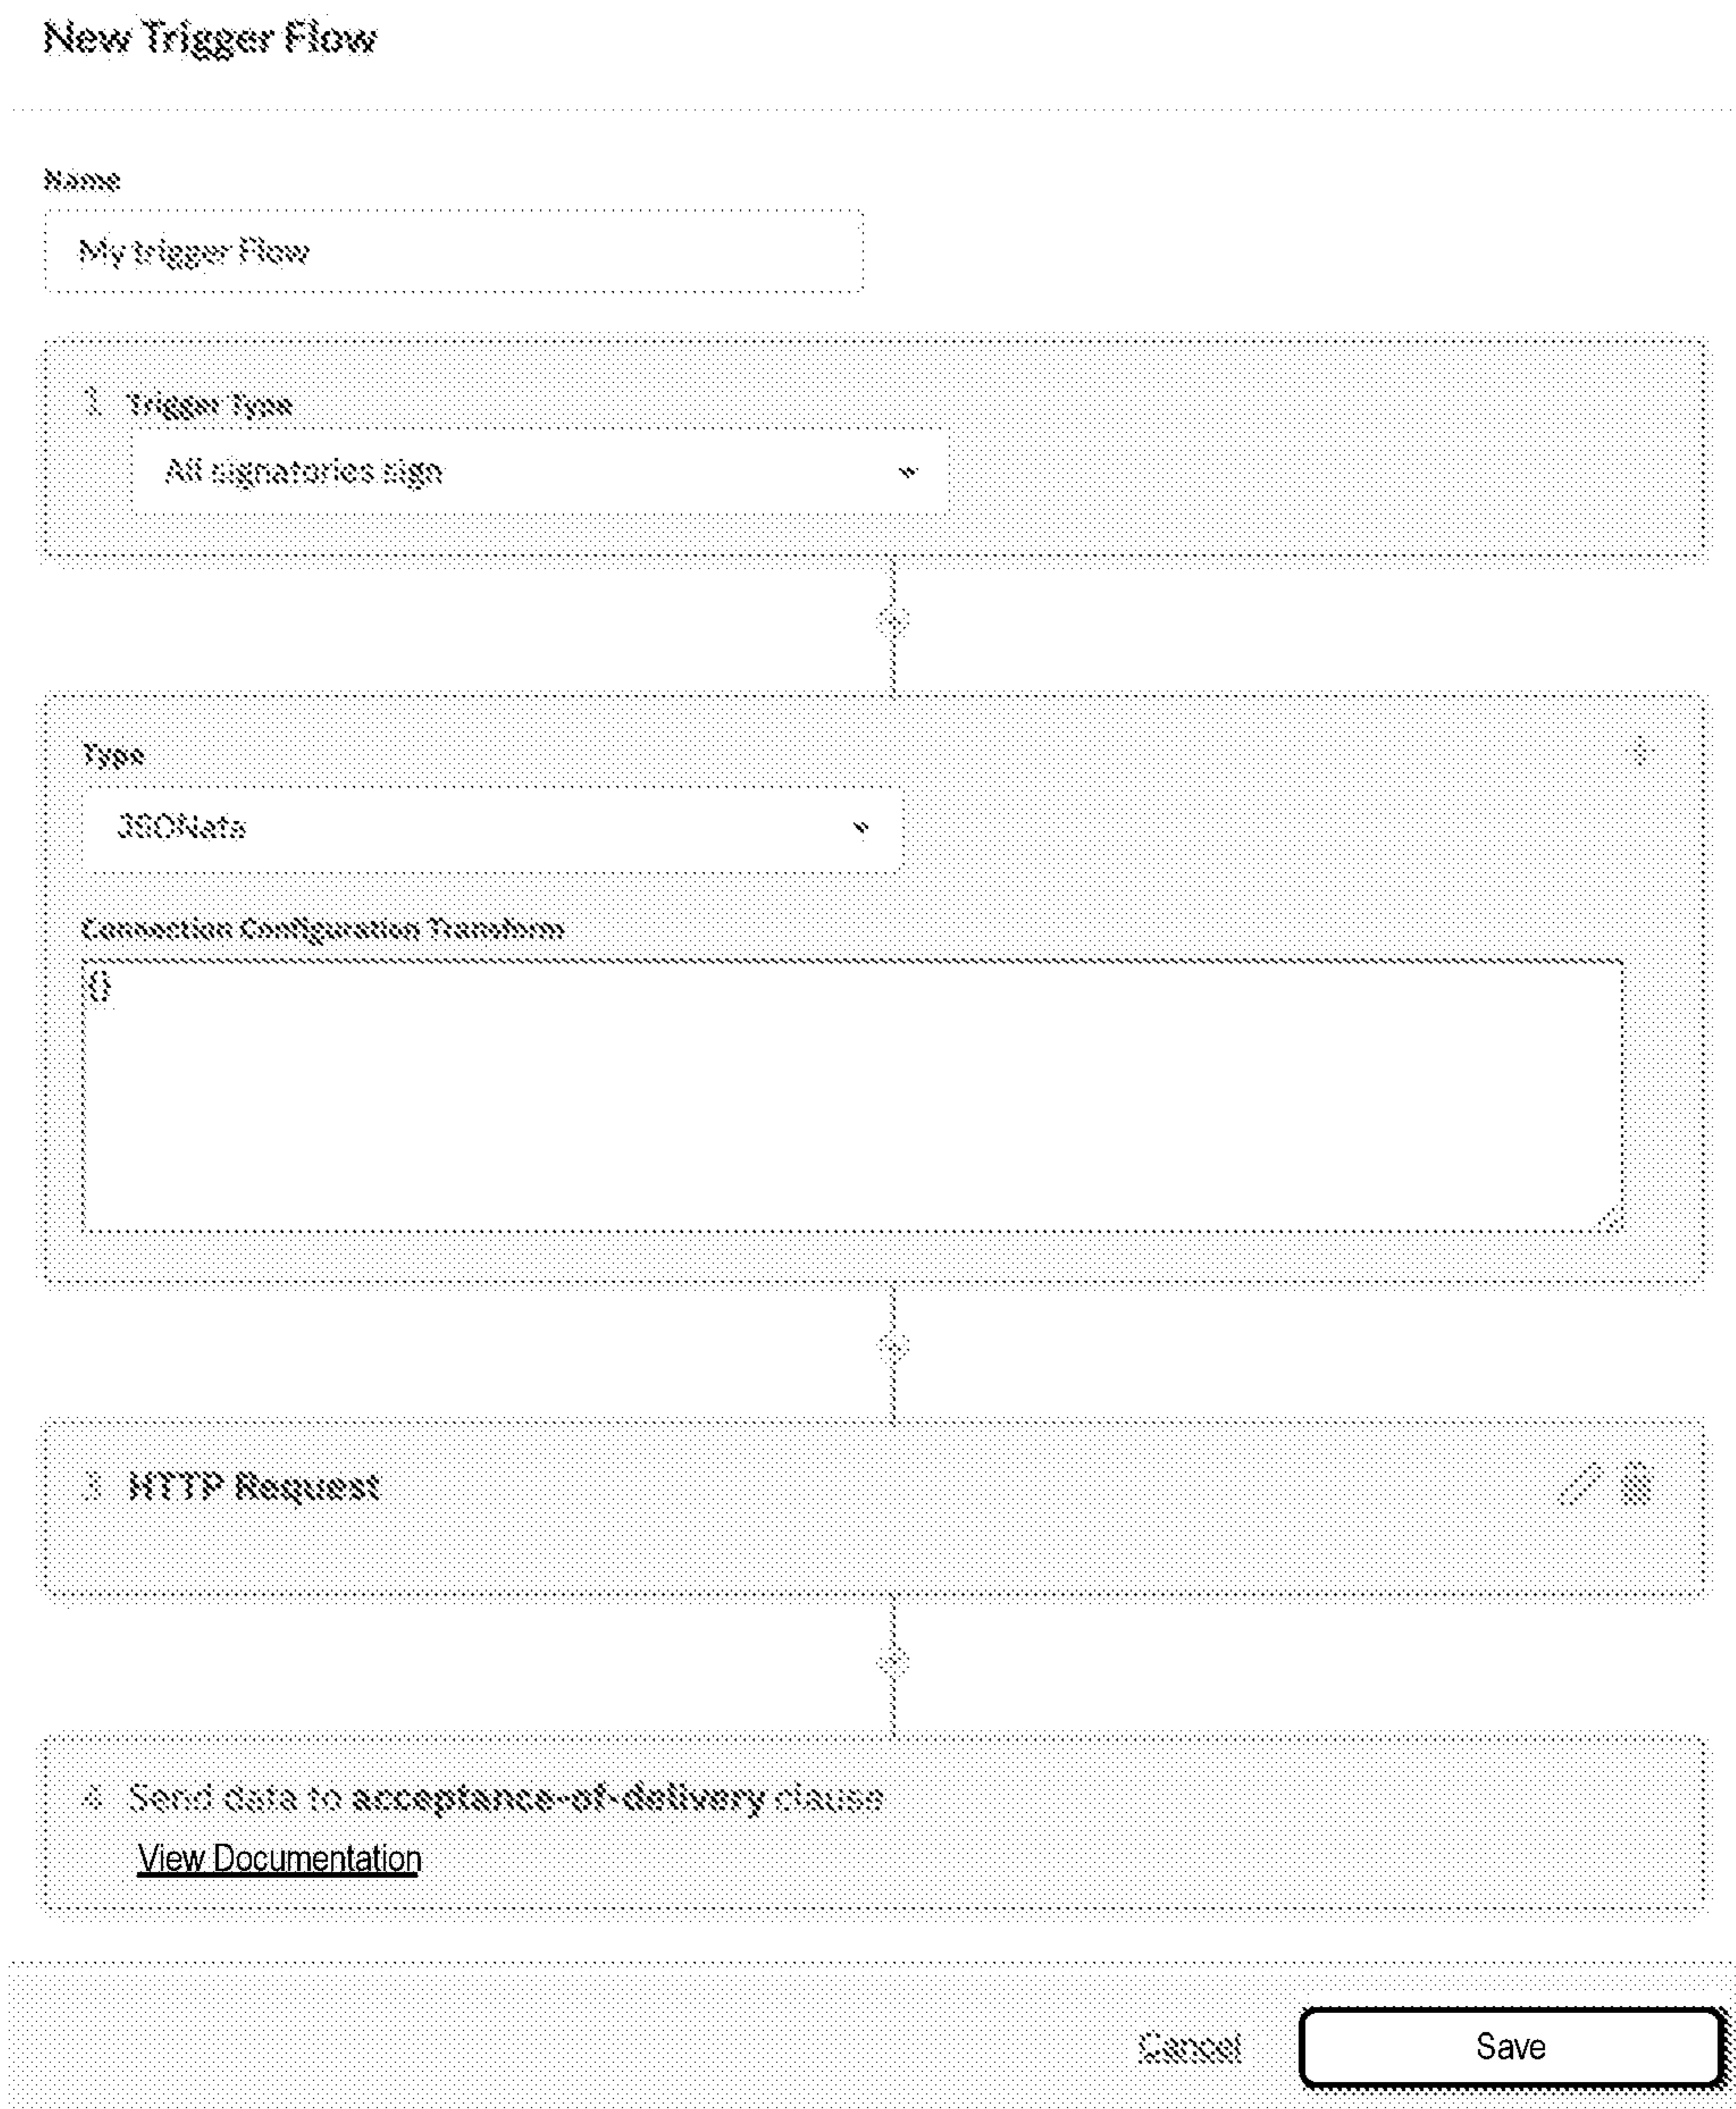 New Trigger Flow
Name
My trigger Flow
1 Trigger Type
All signatories sign
Type
JSONata
Connection Configuration Transform
{}
3 HTTP Request
4 Send data to acceptance-of-delivery clause
View Documentation
Cancel
Save